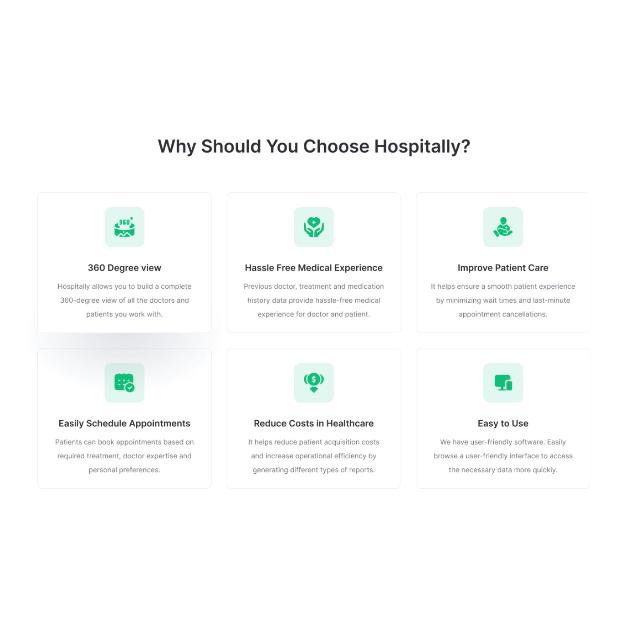 Why Should You Choose Hospitally?
360
360 Degree view
Hospitally allows you to build a complete
360-degree view of all the doctors and
patients you work with.
Hassle Free Medical Experience
Previous doctor, treatment and medication
history data provide hassle-free medical
experience for doctor and patient.
Improve Patient Care
It helps ensure a smooth patient experience
by minimizing wait times and last-minute
appointment cancellations.
Easily Schedule Appointments
Patients can book appointments based on
required treatment, doctor expertise and
personal preferences.
$
Reduce Costs in Healthcare
It helps reduce patient acquisition costs
and increase operational efficiency by
generating different types of reports.
Easy to Use
We have user-friendly software. Easily
browse a user-friendly interface to access
the necessary data more quickly.